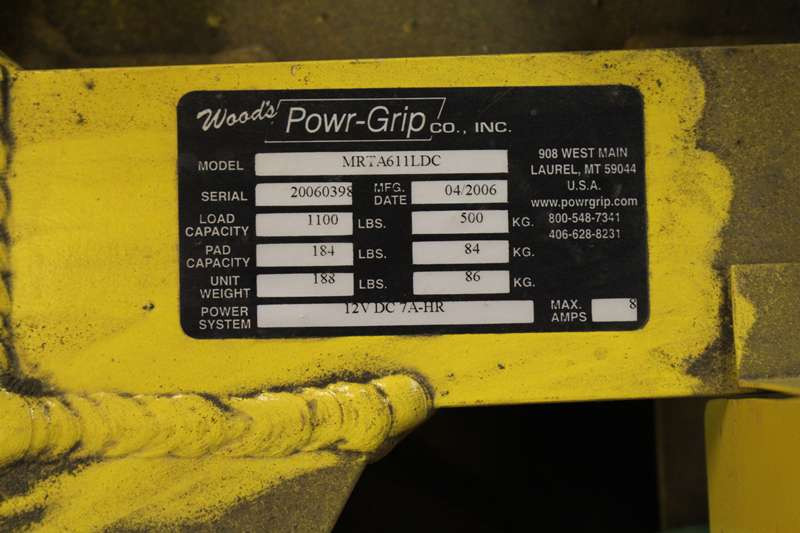 Wood's Powr-Grip CO., INC.
MODEL MRTA611LDC
SERIAL 20060398 MFG. DATE 04/2006
LOAD CAPACITY 1100 LBS. 500 KG.
PAD CAPACITY 184 LBS. 84 KG.
UNIT WEIGHT 188 LBS. 86 KG.
POWER SYSTEM 12V DC 7A-HR MAX. AMPS 8
908 WEST MAIN
LAUREL, MT 59044
U.S.A.
www.powrgrip.com
800-548-7341
406-628-8231